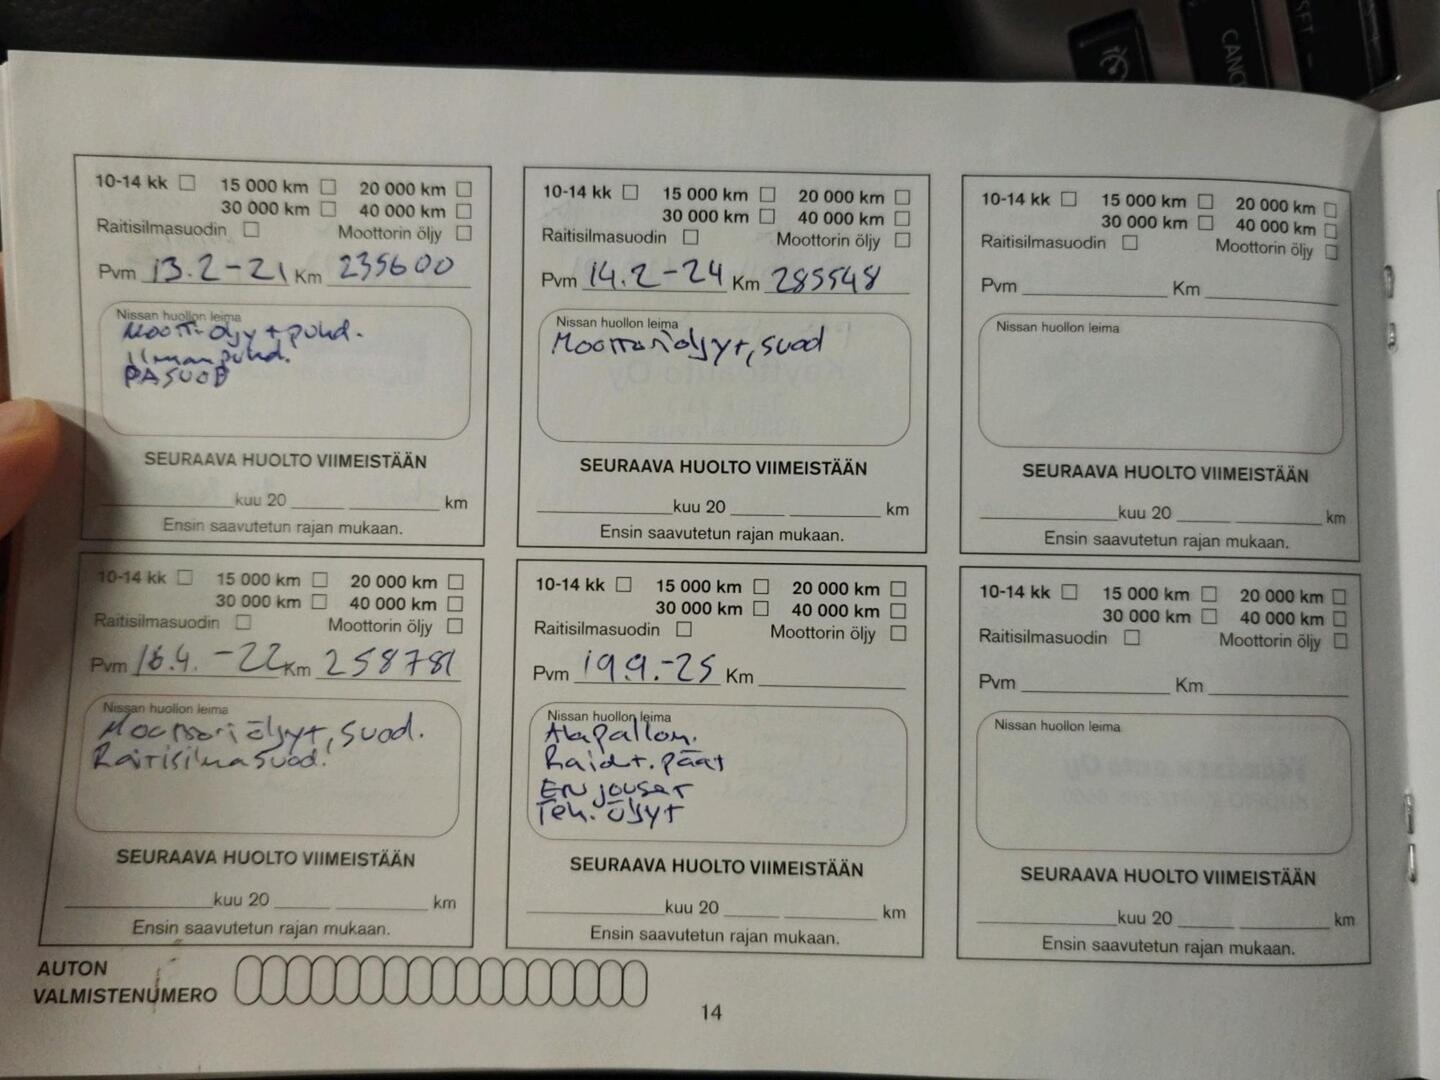 CANC
SET
10-14 kk 15 000 km 20 000 km
30 000 km 40 000 km
Raitisilmasuodin Moottorin öljy
Pvm 13.2-21 Km 235600
Nissan huollon leima
Moott-öljy+puhd.
Ilmanpuhd.
RASUOD
SEURAAVA HUOLTO VIIMEISTÄÄN
kuu 20 km
Ensin saavutetun rajan mukaan.
10-14 kk 15 000 km 20 000 km
30 000 km 40 000 km
Raitisilmasuodin Moottorin öljy
Pvm 14.2-24 Km 285548
Nissan huollon leima
Moottoriöljyt, suod
SEURAAVA HUOLTO VIIMEISTÄÄN
kuu 20 km
Ensin saavutetun rajan mukaan.
10-14 kk 15 000 km 20 000 km
30 000 km 40 000 km
Raitisilmasuodin Moottorin öljy
Pvm Km
Nissan huollon leima
SEURAAVA HUOLTO VIIMEISTÄÄN
kuu 20 km
Ensin saavutetun rajan mukaan.
10-14 kk 15 000 km 20 000 km
30 000 km 40 000 km
Raitisilmasuodin Moottorin öljy
Pvm 16.4.-22 Km 258781
Nissan huollon leima
Moottoriöljyt, suod.
Raitisilmasuod.
SEURAAVA HUOLTO VIIMEISTÄÄN
kuu 20 km
Ensin saavutetun rajan mukaan.
10-14 kk 15 000 km 20 000 km
30 000 km 40 000 km
Raitisilmasuodin Moottorin öljy
Pvm 19.9.-25 Km
Nissan huollon leima
Alapallon.
Raidet. päät
Etu jouset
Teh. öljyt
SEURAAVA HUOLTO VIIMEISTÄÄN
kuu 20 km
Ensin saavutetun rajan mukaan.
10-14 kk 15 000 km 20 000 km
30 000 km 40 000 km
Raitisilmasuodin Moottorin öljy
Pvm Km
Nissan huollon leima
SEURAAVA HUOLTO VIIMEISTÄÄN
kuu 20 km
Ensin saavutetun rajan mukaan.
AUTON
VALMISTENUMERO
14